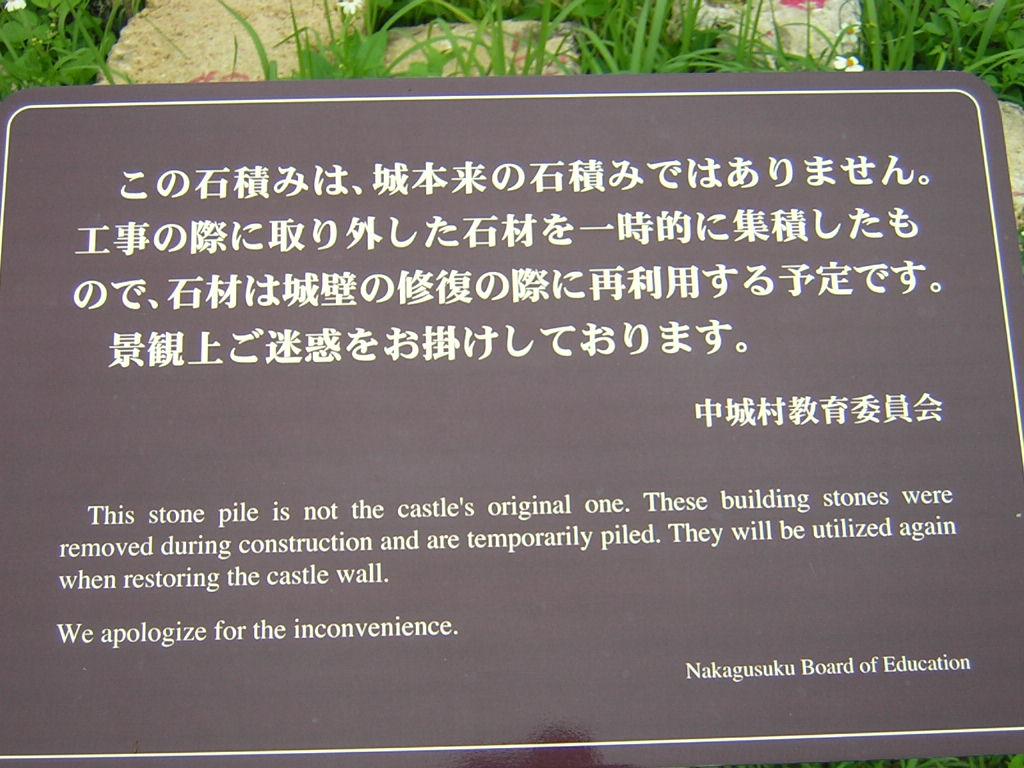 この石積みは、城本来の石積みではありません。
工事の際に取り外した石材を一時的に集積したも
ので、石材は城壁の修復の際に再利用する予定です。
景観上ご迷惑をお掛けしております。
中城村教育委員会
This stone pile is not the castle's original one. These building stones were
removed during construction and are temporarily piled. They will be utilized again
when restoring the castle wall.
We apologize for the inconvenience.
Nakagusuku Board of Education